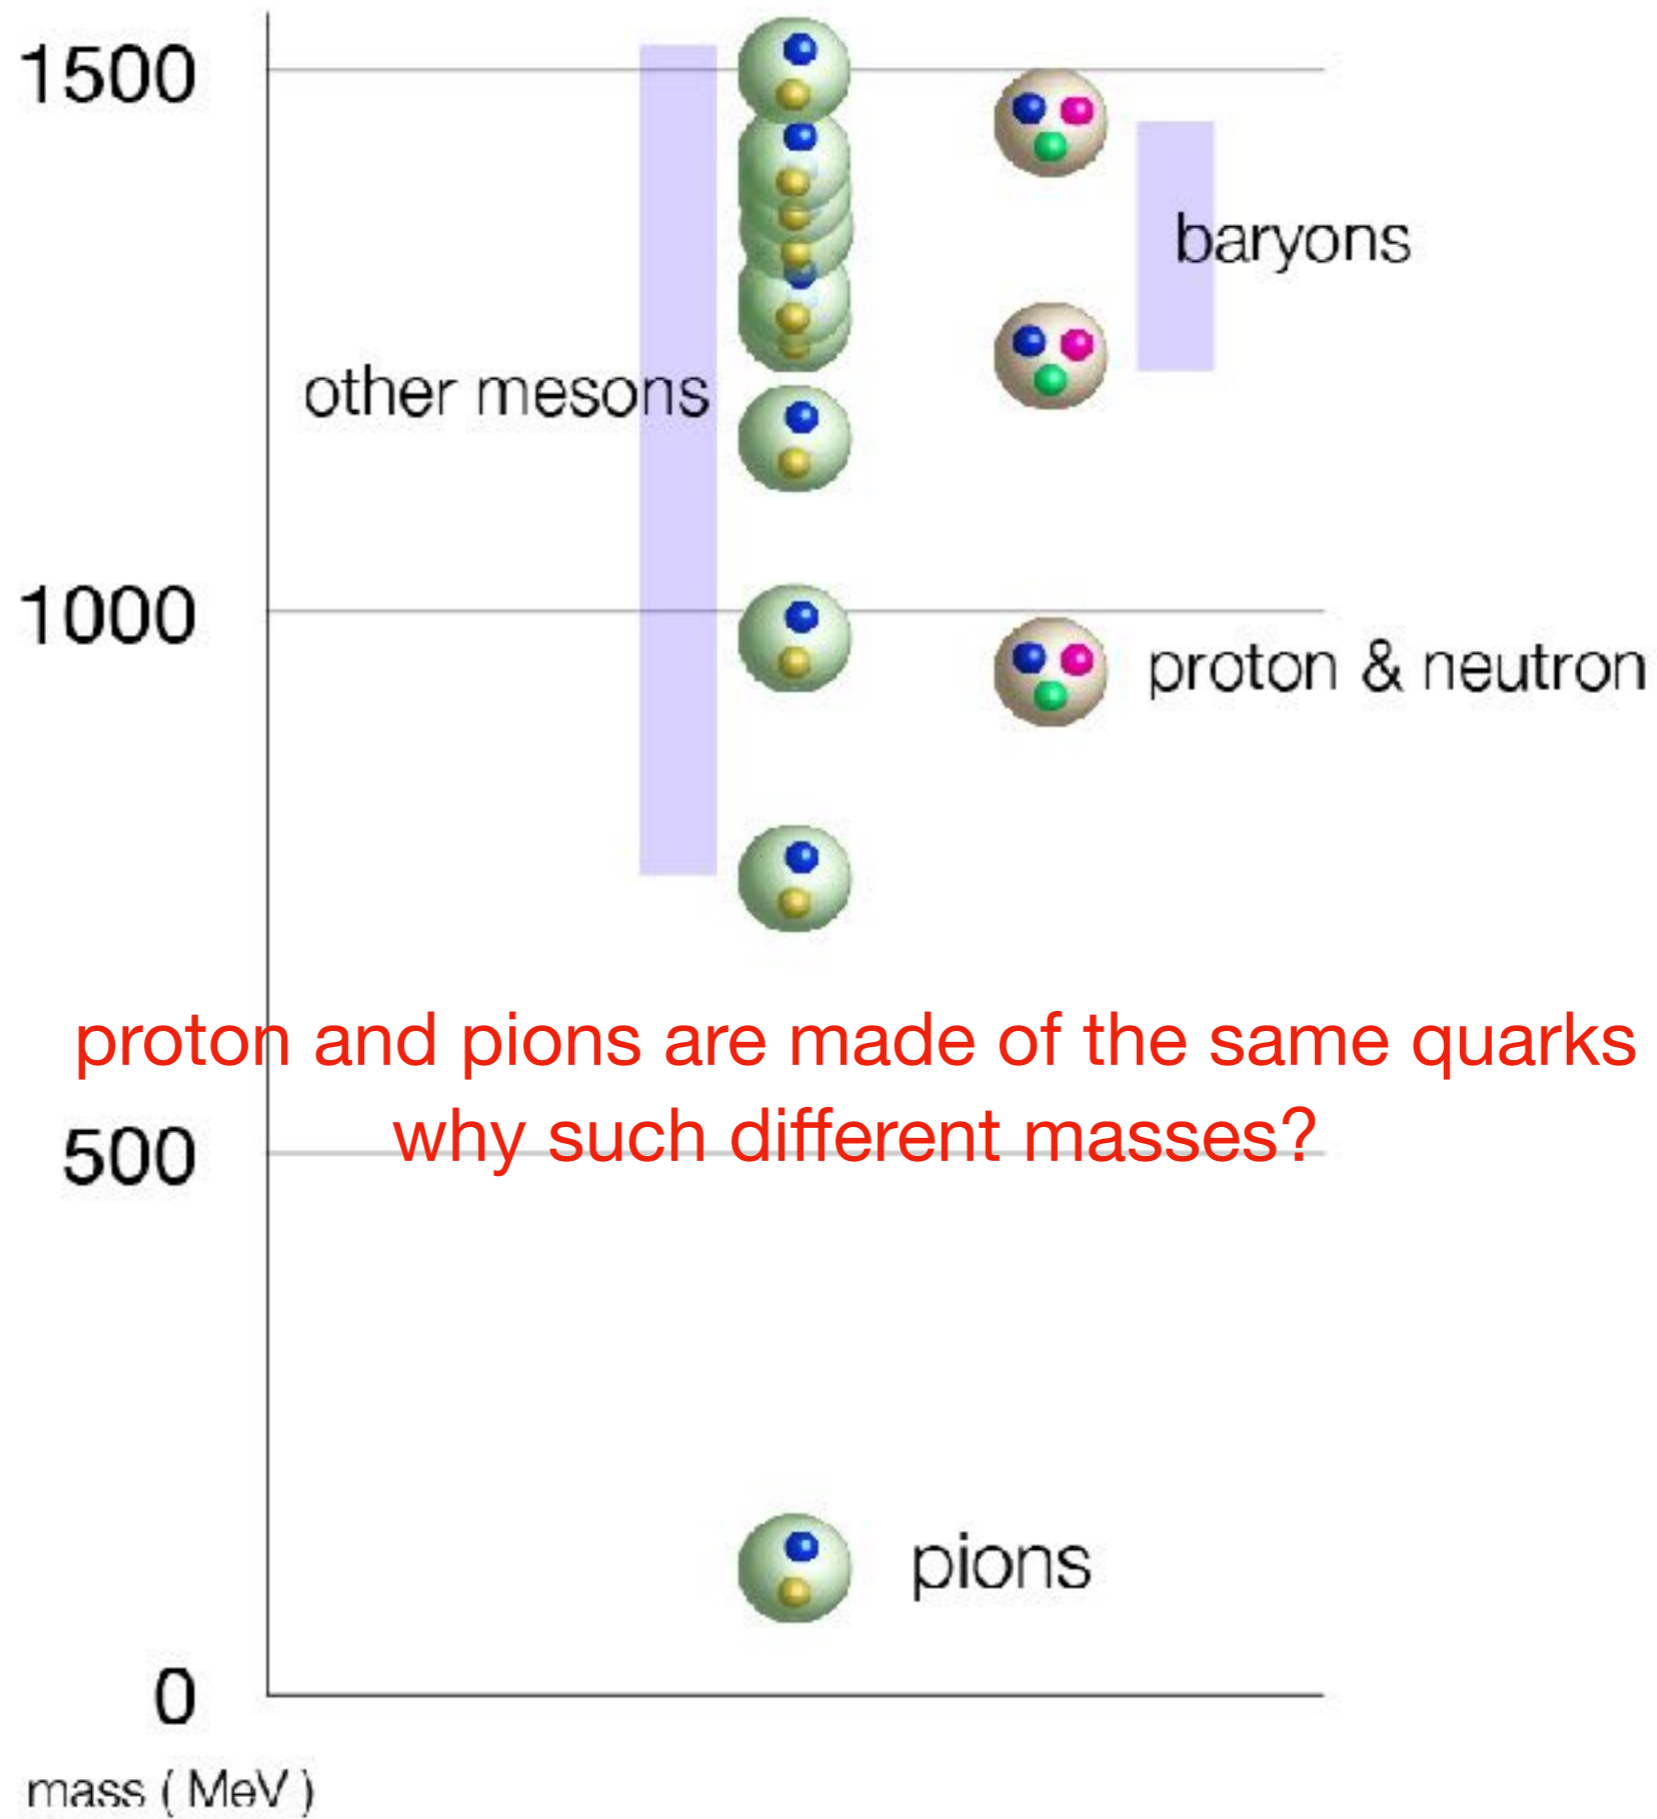 1500
baryons
other mesons
1000
proton & neutron
proton and pions are made of the same quarks
why such different masses?
500
pions
0
mass ( MeV )